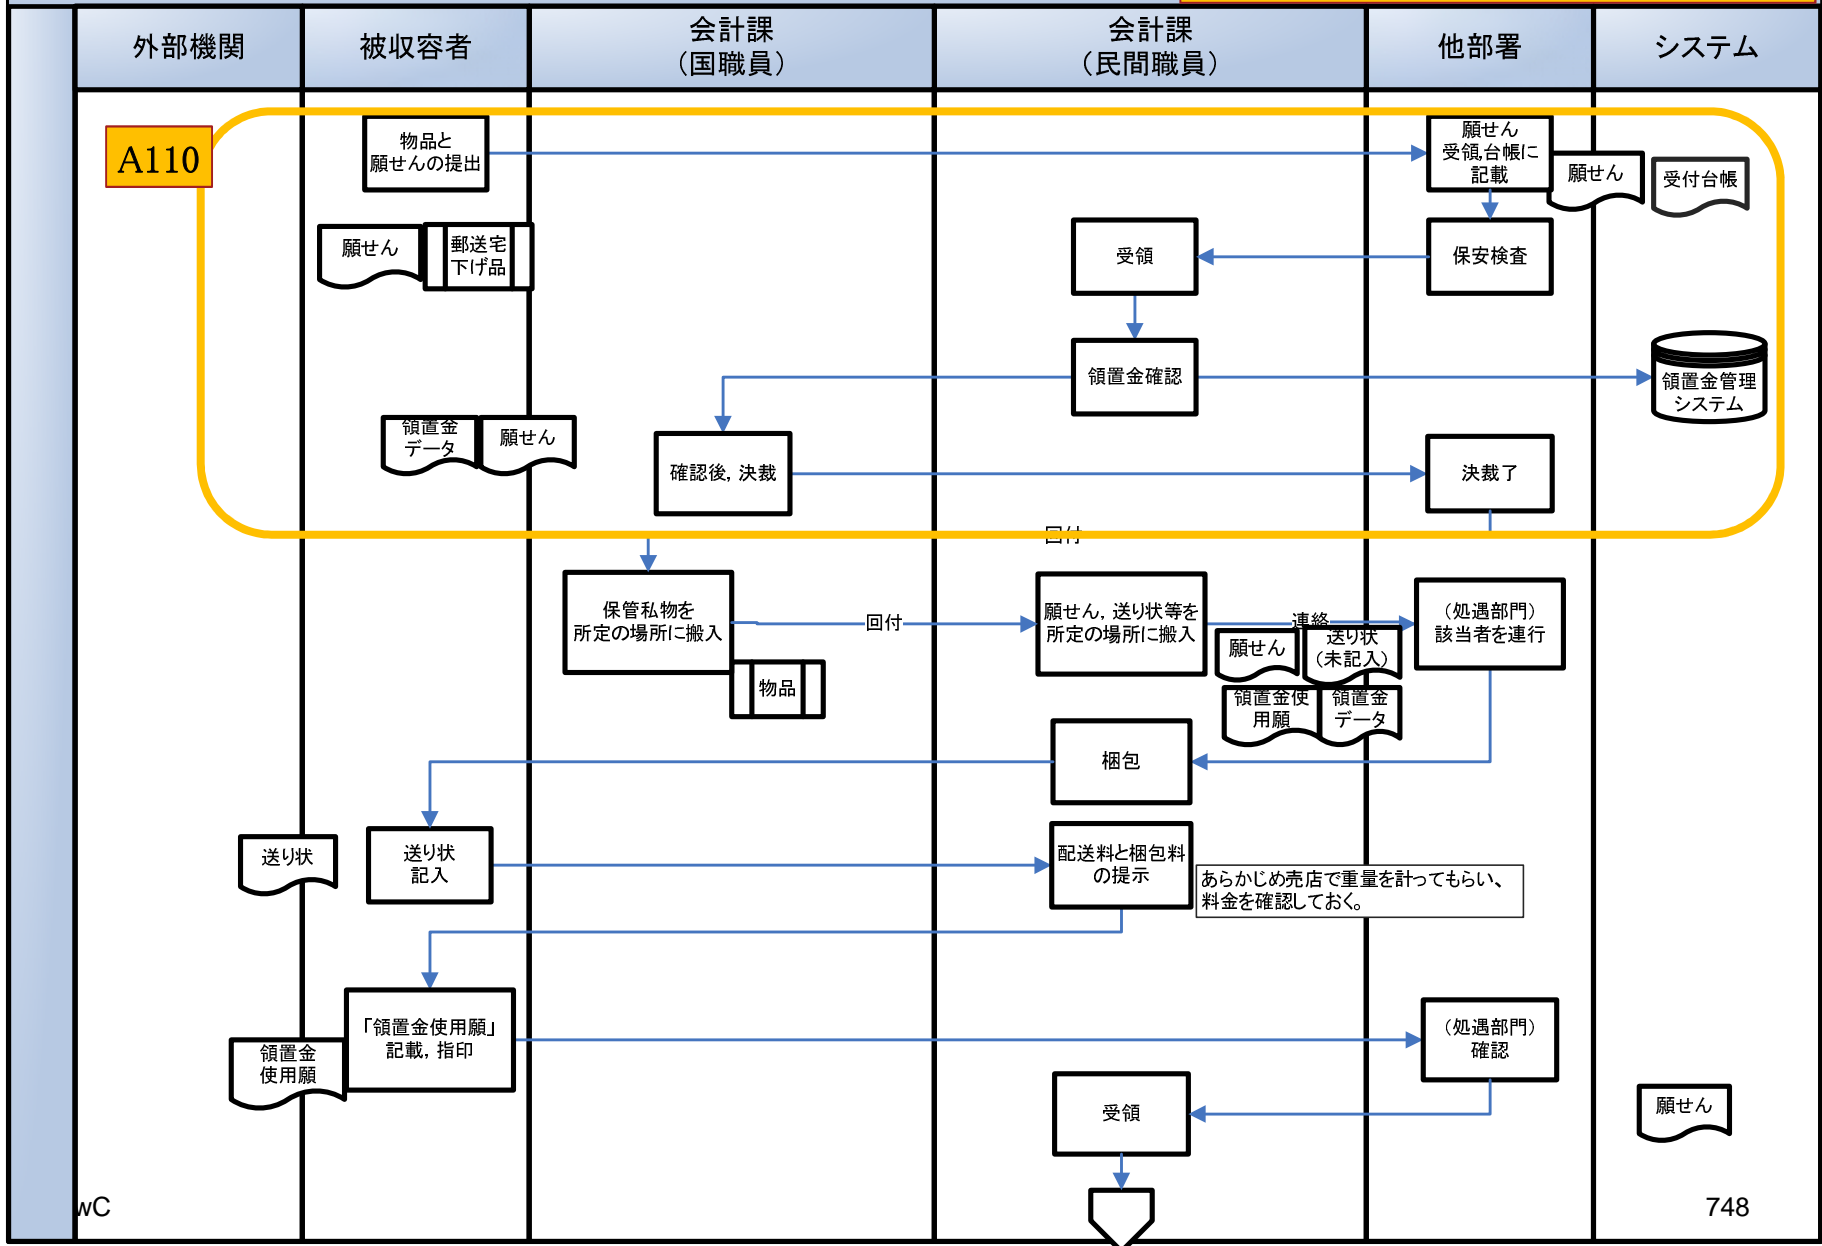 外部機関
被収容者
会計課
（国職員）
会計課
（民間職員）
他部署
システム
A110
物品と
願せんの提出
願せん
受領,台帳に
記載
願せん
受付台帳
願せん
郵送宅
下げ品
受領
保安検査
領置金確認
領置金管理
システム
領置金
データ
願せん
確認後，決裁
決裁了
回付
保管私物を
所定の場所に搬入
回付
願せん，送り状等を
所定の場所に搬入
連絡
（処遇部門）
該当者を連行
物品
願せん
送り状
（未記入）
領置金使
用願
領置金
データ
梱包
送り状
送り状
記入
配送料と梱包料
の提示
あらかじめ売店で重量を計ってもらい、
料金を確認しておく。
「領置金使用願」
記載，指印
領置金
使用願
（処遇部門）
確認
受領
願せん
wC
748